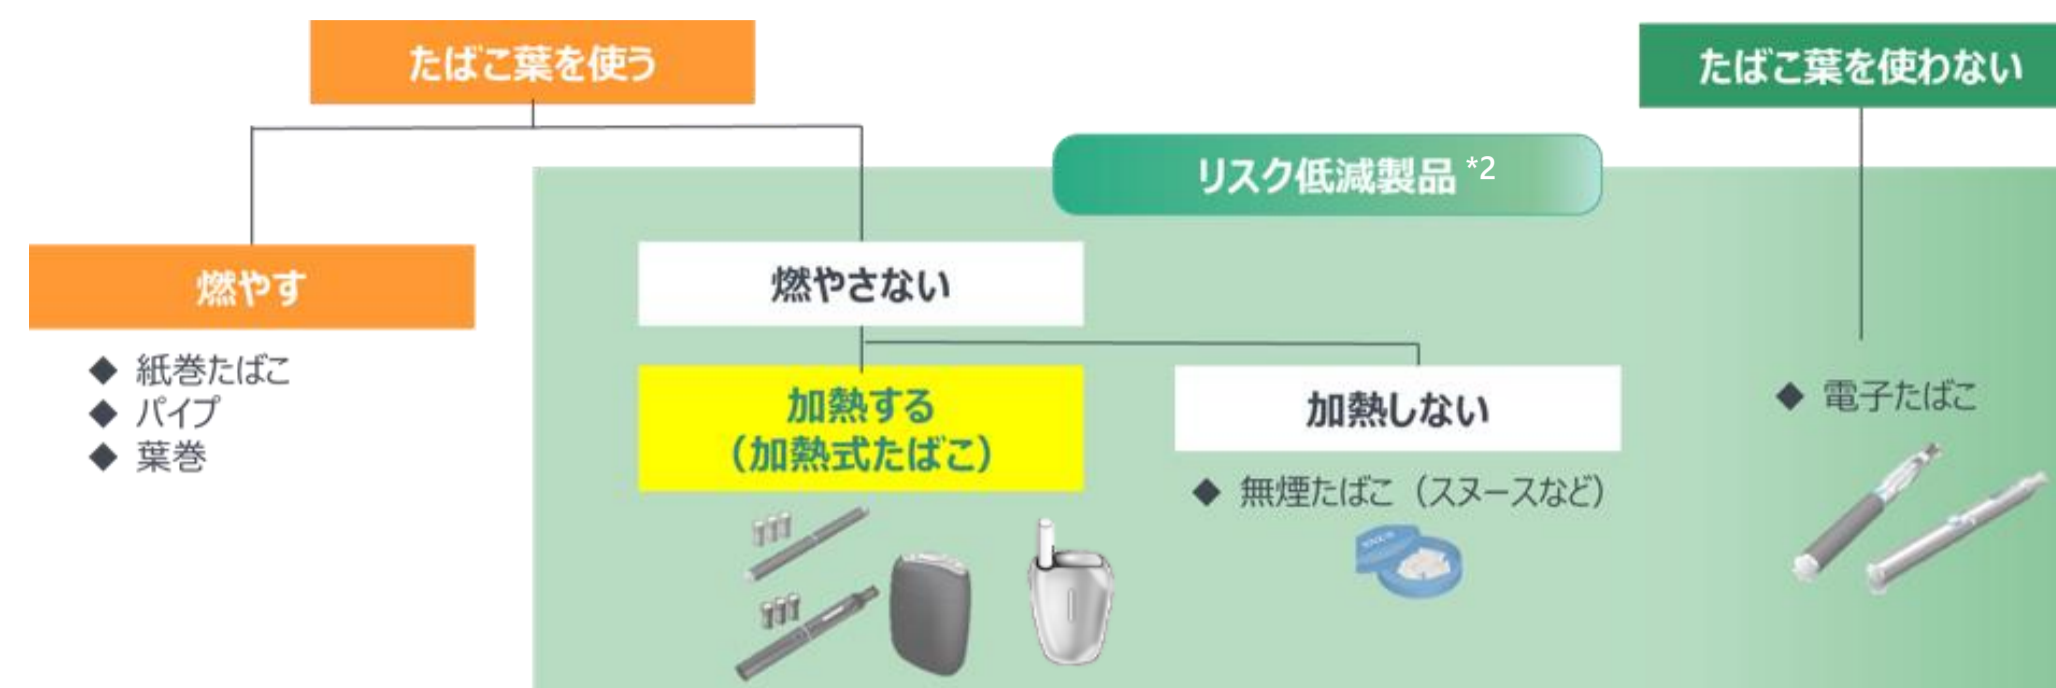 たばこ葉を使う
たばこ葉を使わない
リスク低減製品 *2
燃やす
燃やさない
◆ 紙巻たばこ
◆ パイプ
◆ 葉巻
加熱する
（加熱式たばこ）
加熱しない
◆ 無煙たばこ（スヌースなど）
◆ 電子たばこ